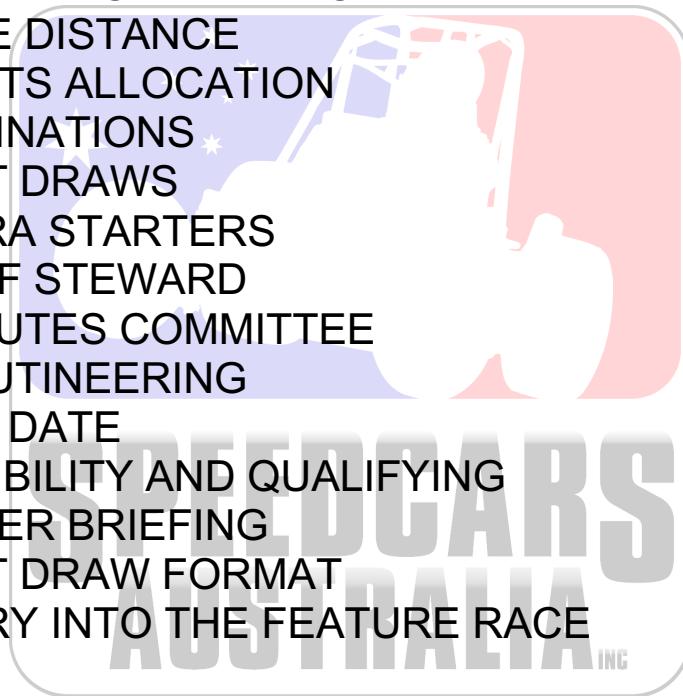 E DISTANCE
TS ALLOCATION
INATIONS
T DRAWS
RA STARTERS
F STEWARD
UTES COMMITTEE
UTINEERING
DATE
BILITY AND QUALIFYING
ER BRIEFING
T DRAW FORMAT
RY INTO THE FEATURE RACE
SPEEDCARS
AUSTRALIA
INC